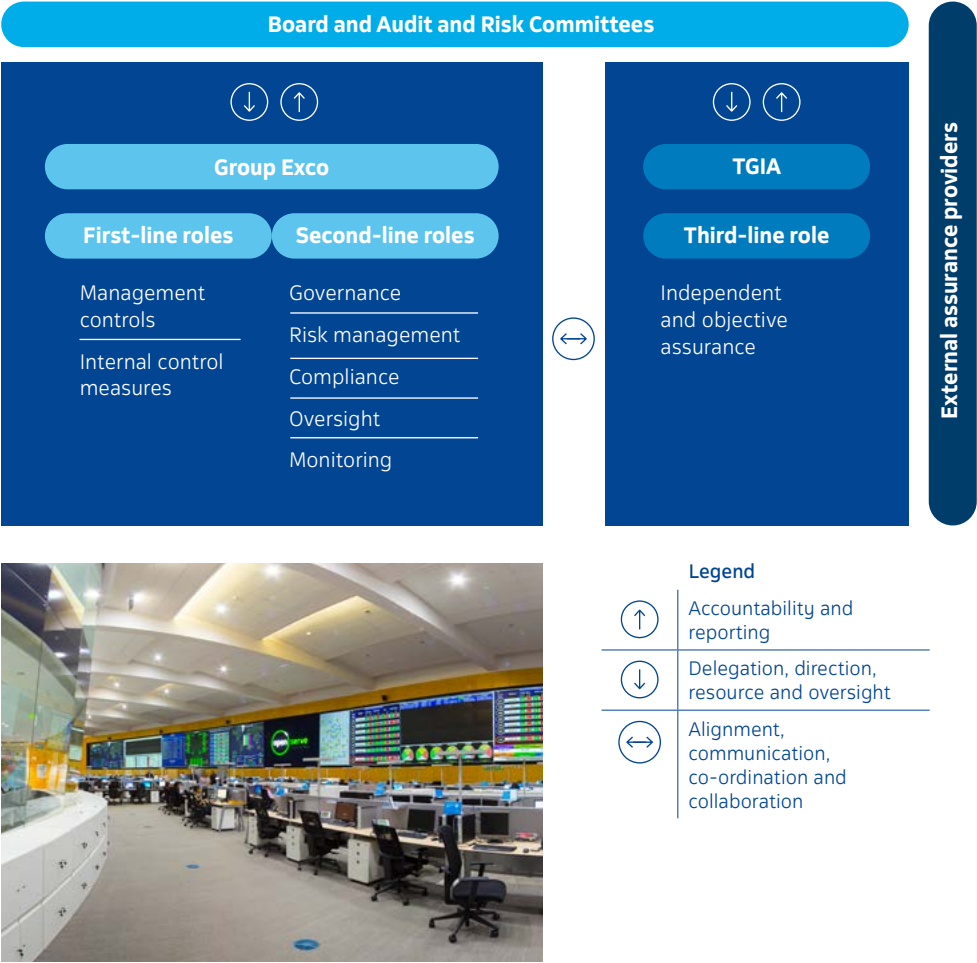 Board and Audit and Risk Committees
Group Exco
First-line roles
Management
controls
Internal control
measures
Second-line roles
Governance
Risk management
Compliance
Oversight
Monitoring
TGIA
Third-line role
Independent
and objective
assurance
External assurance providers
open serve
Legend
Accountability and
reporting
Delegation, direction,
resource and oversight
Alignment,
communication,
co-ordination and
collaboration